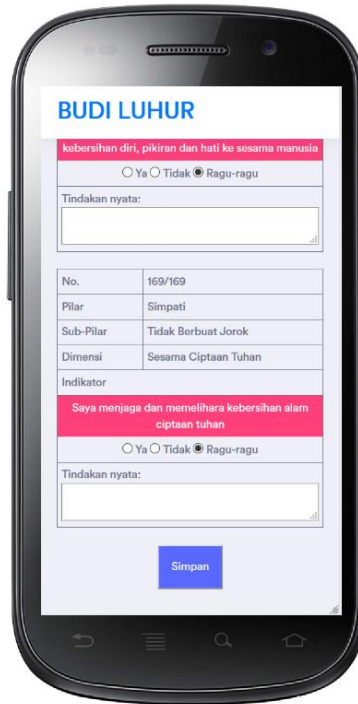 BUDI LUHUR
kebersihan diri, pikiran dan hati ke sesama manusia
Ya Tidak Ragu-ragu
Tindakan nyata:
No. 169/169
Pilar Simpati
Sub-Pilar Tidak Berbuat Jorok
Dimensi Sesama Ciptaan Tuhan
Indikator
Saya menjaga dan memelihara kebersihan alam
ciptaan tuhan
Ya Tidak Ragu-ragu
Tindakan nyata:
Simpan